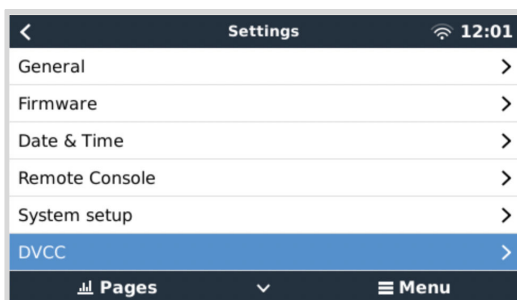 Settings 12:01
General
Firmware
Date & Time
Remote Console
System setup
DVCC
Pages Menu